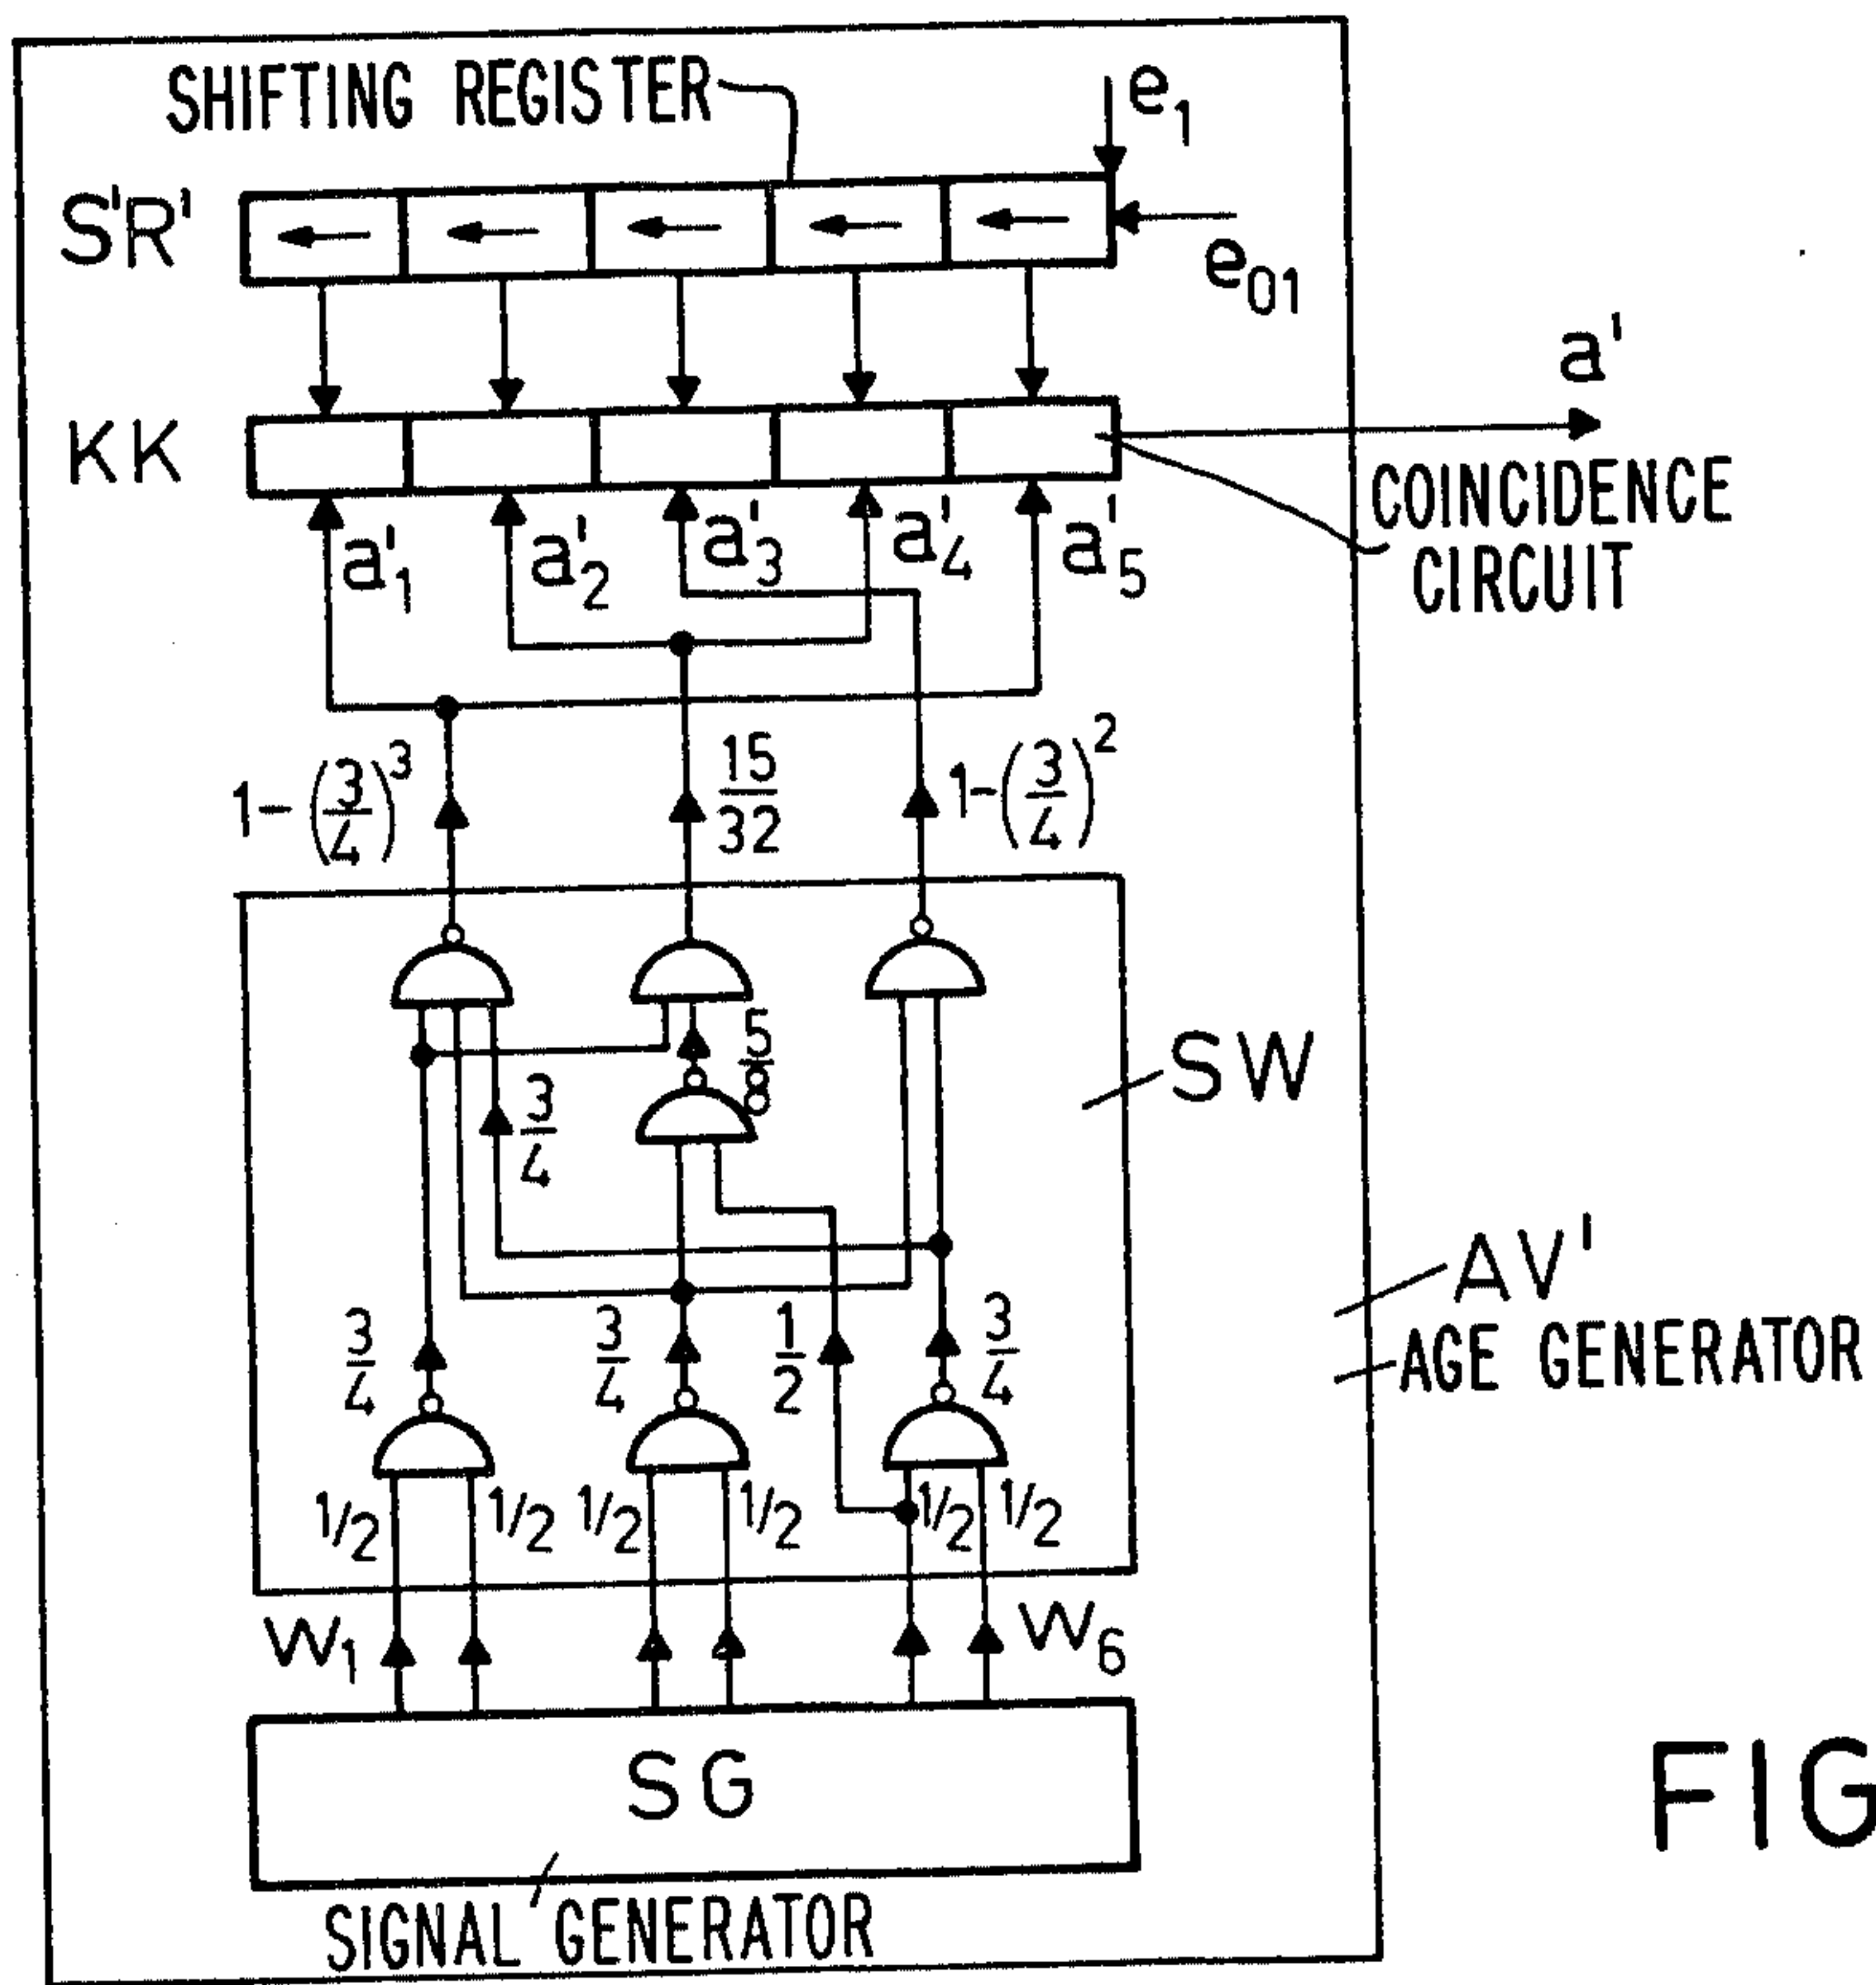 SHIFTING REGISTER
e1
S'R'
e01
a'
KK
COINCIDENCE
CIRCUIT
a'1
a'2
a'3
a'4
a'5
1-(3/4)^3
15/32
1-(3/4)^2
5/8
3/4
SW
AV'
AGE GENERATOR
3/4
3/4
1/2
3/4
1/2
1/2
1/2
1/2
1/2
1/2
W1
W6
SG
SIGNAL GENERATOR
FIG